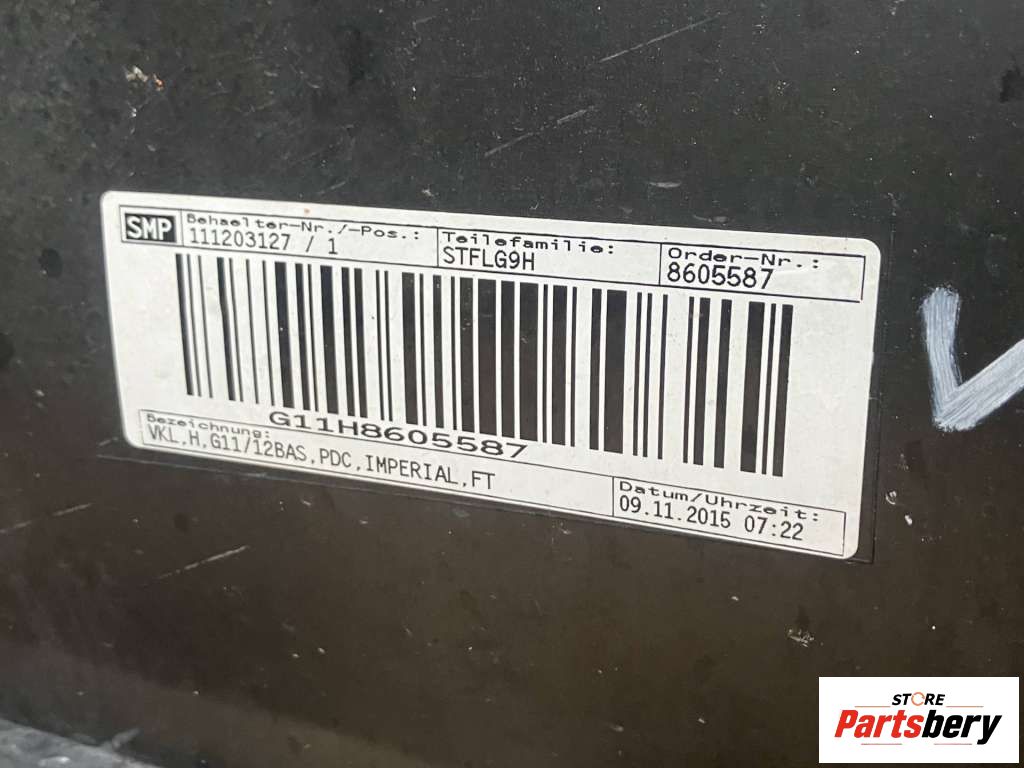 SMP
Behaelter-Nr./-Pos.:
111203127 / 1
Teilefamilie:
STFLG9H
Order-Nr.:
8605587
G11H8605587
Bezeichnung:
VKL,H,G11/12BAS,PDC,IMPERIAL,FT
Datum/Uhrzeit:
09.11.2015 07:22
STORE
Partsbery